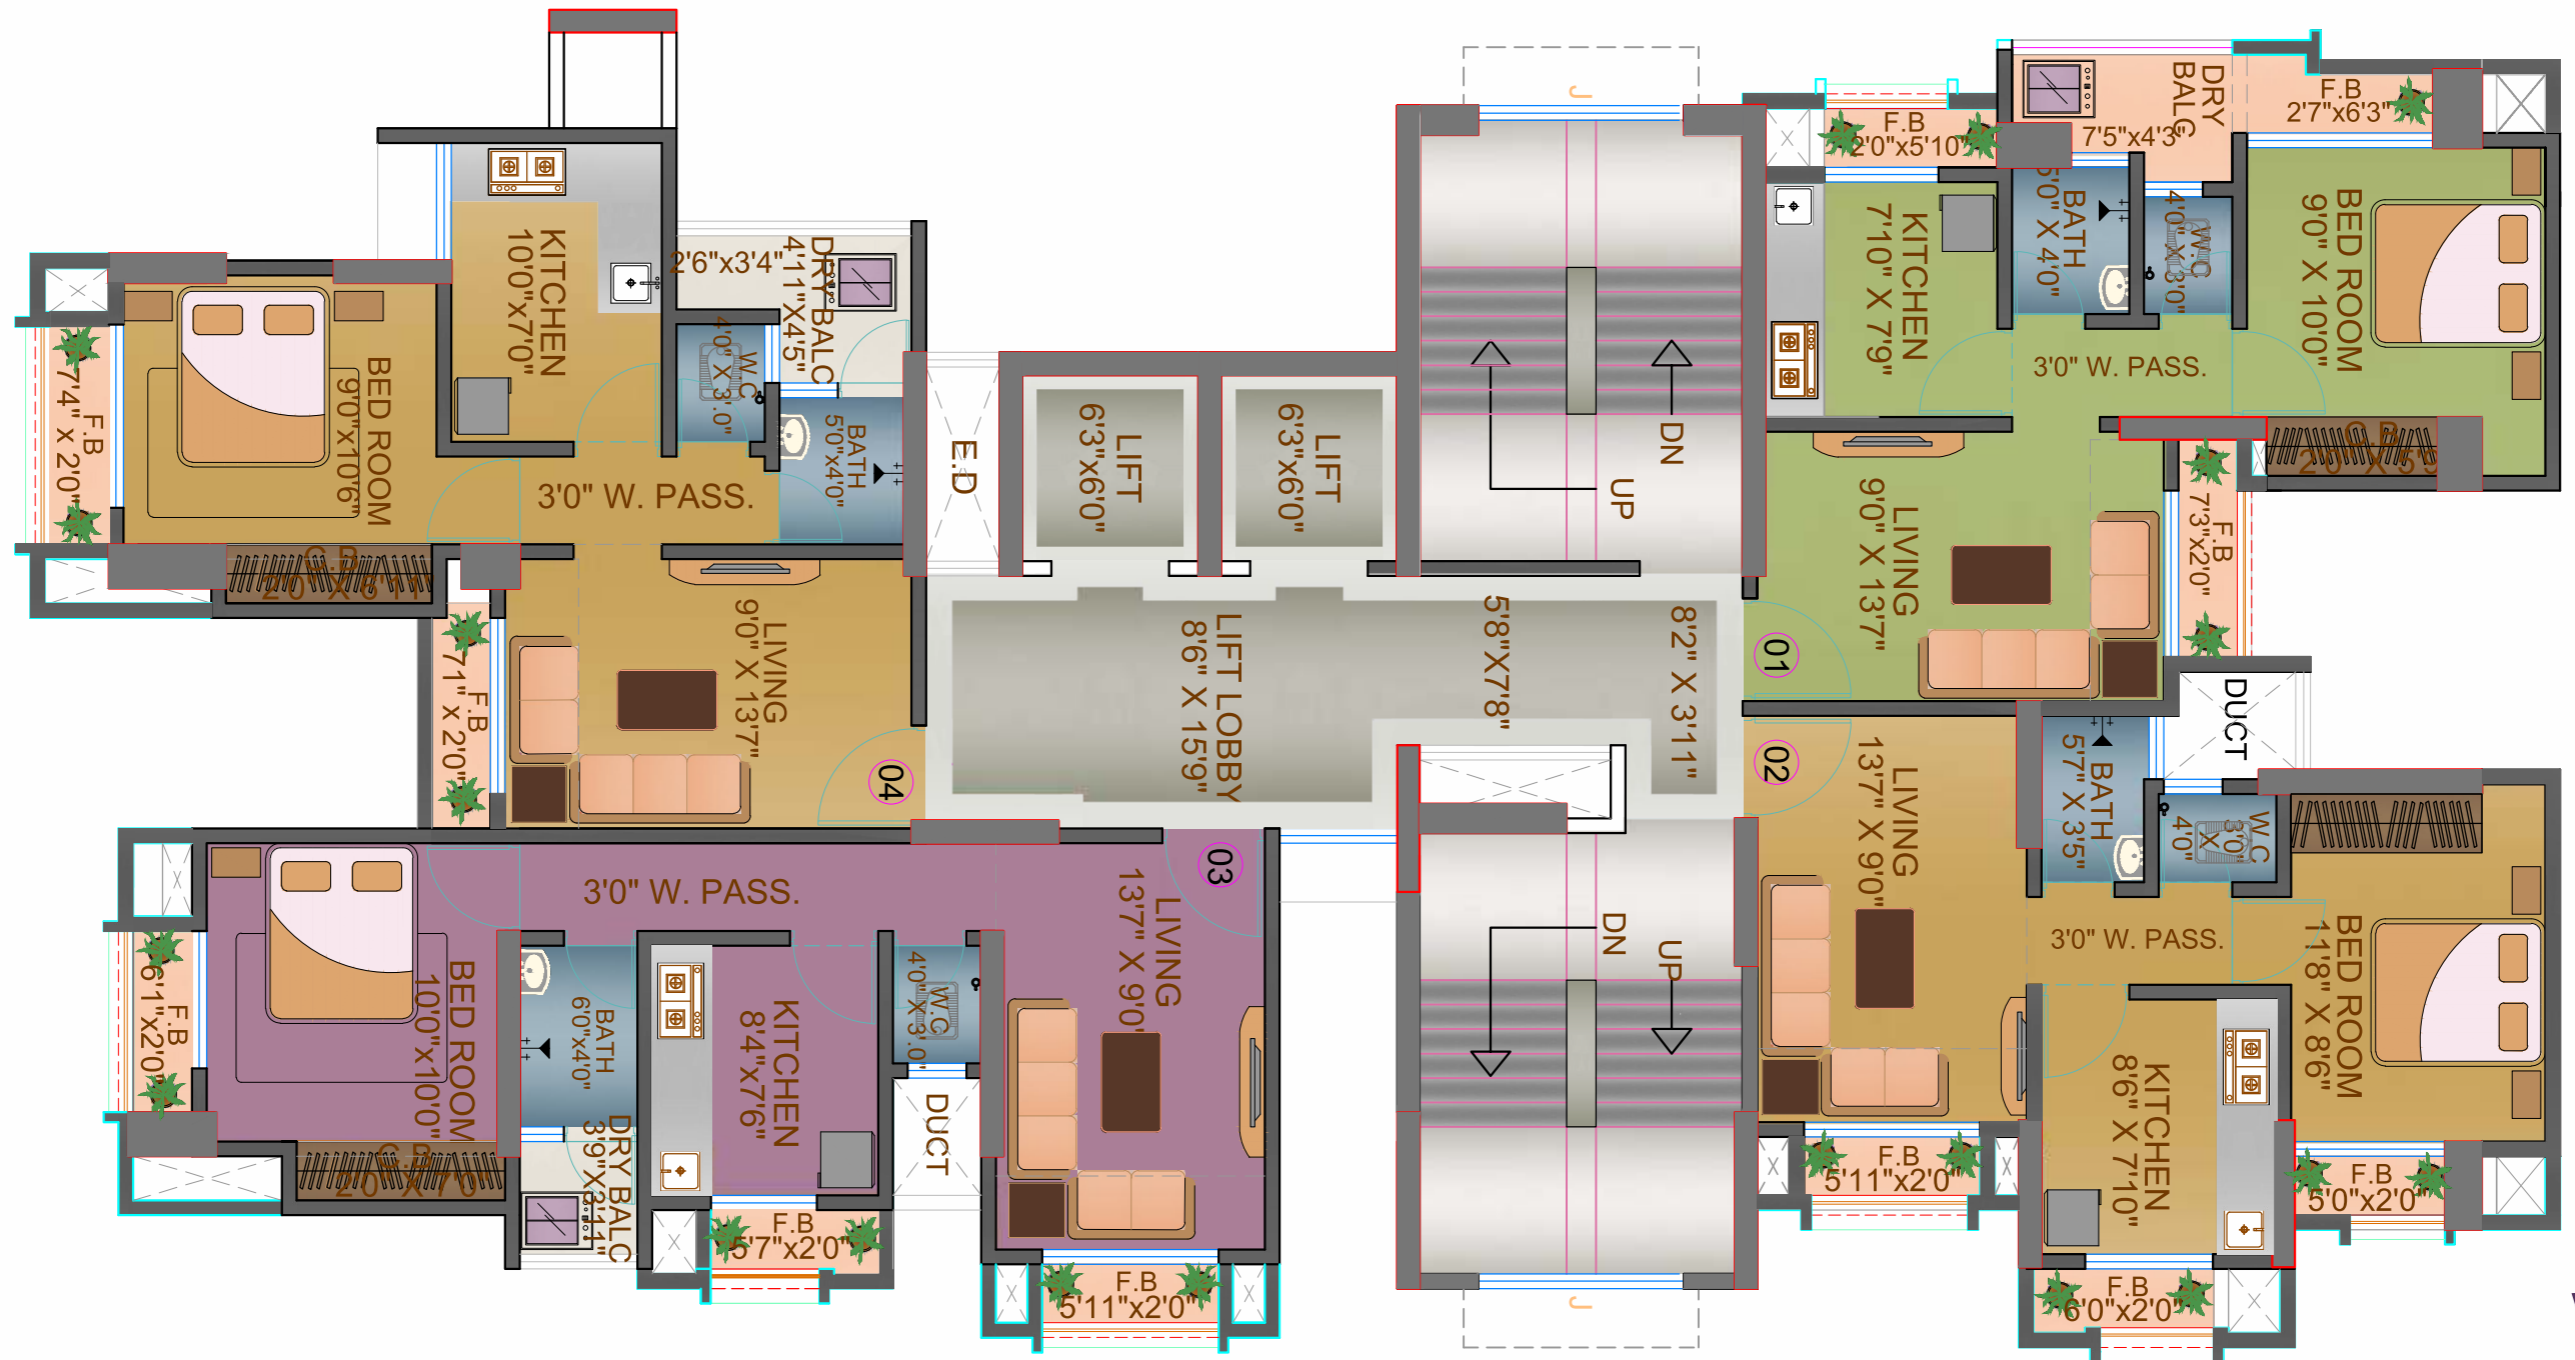 KITCHEN
10'0"x7'0"
2'6"x3'4"
DRY BALC
4'11"X4'5"
W.C
4'0" X 3'.0"
BATH
5'0"x4'0"
BED ROOM
9'0"x10'6"
F.B
7'4" x 2'0"
C.B
3'0" W. PASS.
LIVING
9'0" X 13'7"
F.B
7'1" x 2'0"
04
E.D
LIFT
6'3"x6'0"
LIFT
6'3"x6'0"
LIFT LOBBY
8'6" X 15'9"
5'8"X7'8"
8'2" X 3'11"
DN
UP
F.B
2'0"x5'10"
KITCHEN
7'10" X 7'9"
DRY
BALC
7'5"x4'3"
F.B
2'7"x6'3"
BATH
5'0" X 4'0"
W.C
4'0" X 3'0"
BED ROOM
9'0" X 10'0"
3'0" W. PASS.
C.B
LIVING
9'0" X 13'7"
F.B
7'3"x2'0"
01
02
DUCT
LIVING
13'7" X 9'0"
BATH
5'7" X 3'5"
W.C
3'0"
X
4'0"
3'0" W. PASS.
BED ROOM
11'8" X 8'6"
KITCHEN
8'6" X 7'10"
F.B
5'11"x2'0"
F.B
5'0"x2'0"
F.B
6'0"x2'0"
DN
UP
03
3'0" W. PASS.
LIVING
13'7" X 9'0"
BED ROOM
10'0"x10'0"
F.B
6'1"x2'0"
C.B
2'0" X 7'0"
BATH
6'0"x4'0"
DRY BALC
3'9"X3'11"
KITCHEN
8'4"x7'6"
W.C
4'0" X 3'.0"
DUCT
F.B
5'7"x2'0"
F.B
5'11"x2'0"